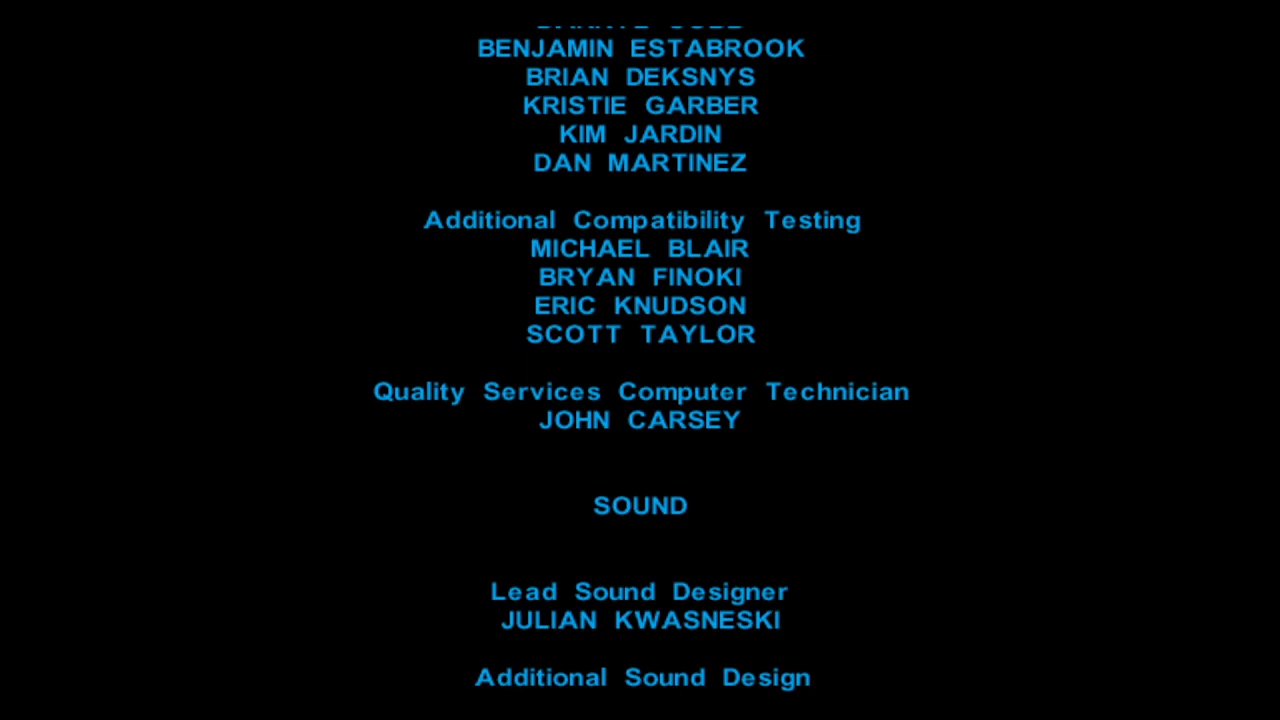 BENJAMIN ESTABROOK
BRIAN DEKSNYS
KRISTIE GARBER
KIM JARDIN
DAN MARTINEZ
Additional Compatibility Testing
MICHAEL BLAIR
BRYAN FINOKI
ERIC KNUDSON
SCOTT TAYLOR
Quality Services Computer Technician
JOHN CARSEY
SOUND
Lead Sound Designer
JULIAN KWASNESKI
Additional Sound Design